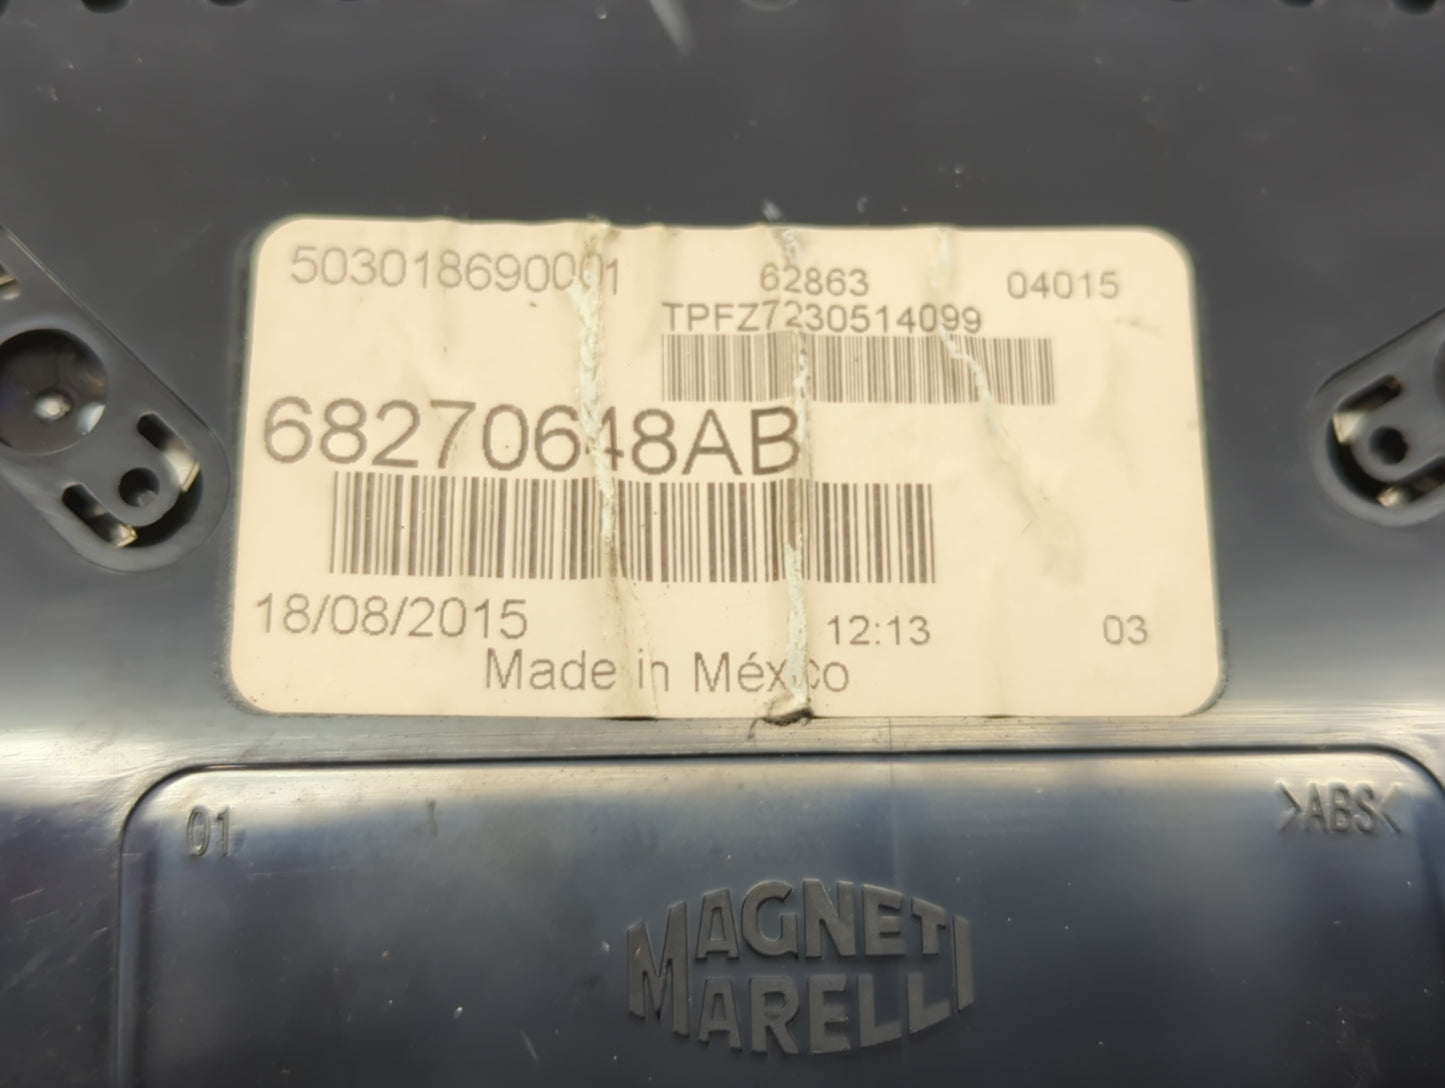 503018690001 62863 04015
TPFZ7230514099
68270648AB
18/08/2015 12:13 03
Made in México
01 >ABS<
MAGNETI
MARELLI